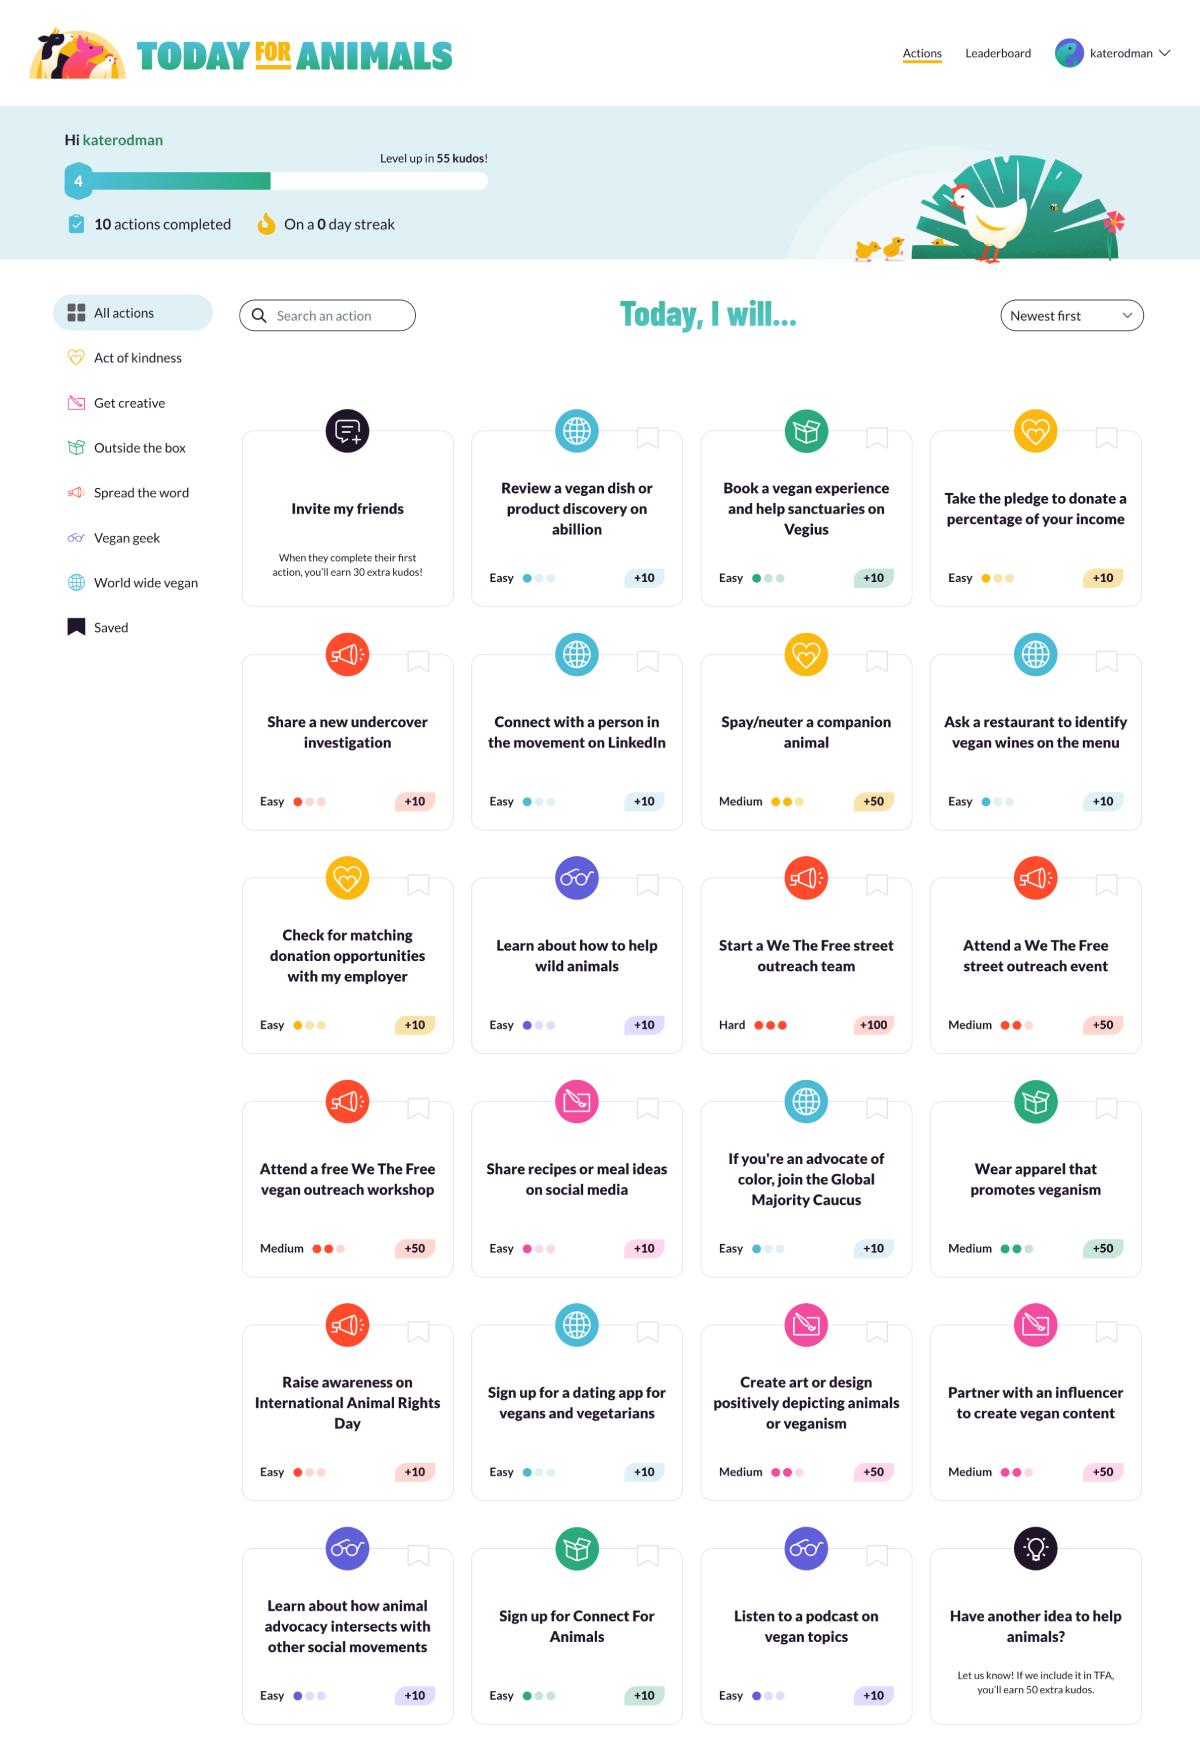 TODAY FOR ANIMALS
Actions
Leaderboard
katerodman
Hi katerodman
Level up in 55 kudos!
4
10 actions completed
On a 0 day streak
All actions
Act of kindness
Get creative
Outside the box
Spread the word
Vegan geek
World wide vegan
Saved
Search an action
Today, I will...
Newest first
Invite my friends
When they complete their first
action, you'll earn 30 extra kudos!
Review a vegan dish or
product discovery on
abillion
Easy
+10
Book a vegan experience
and help sanctuaries on
Vegius
Easy
+10
Take the pledge to donate a
percentage of your income
Easy
+10
Share a new undercover
investigation
Easy
+10
Connect with a person in
the movement on LinkedIn
Easy
+10
Spay/neuter a companion
animal
Medium
+50
Ask a restaurant to identify
vegan wines on the menu
Easy
+10
Check for matching
donation opportunities
with my employer
Easy
+10
Learn about how to help
wild animals
Easy
+10
Start a We The Free street
outreach team
Hard
+100
Attend a We The Free
street outreach event
Medium
+50
Attend a free We The Free
vegan outreach workshop
Medium
+50
Share recipes or meal ideas
on social media
Easy
+10
If you're an advocate of
color, join the Global
Majority Caucus
Easy
+10
Wear apparel that
promotes veganism
Medium
+50
Raise awareness on
International Animal Rights
Day
Easy
+10
Sign up for a dating app for
vegans and vegetarians
Easy
+10
Create art or design
positively depicting animals
or veganism
Medium
+50
Partner with an influencer
to create vegan content
Medium
+50
Learn about how animal
advocacy intersects with
other social movements
Easy
+10
Sign up for Connect For
Animals
Easy
+10
Listen to a podcast on
vegan topics
Easy
+10
Have another idea to help
animals?
Let us know! If we include it in TFA,
you'll earn 50 extra kudos.